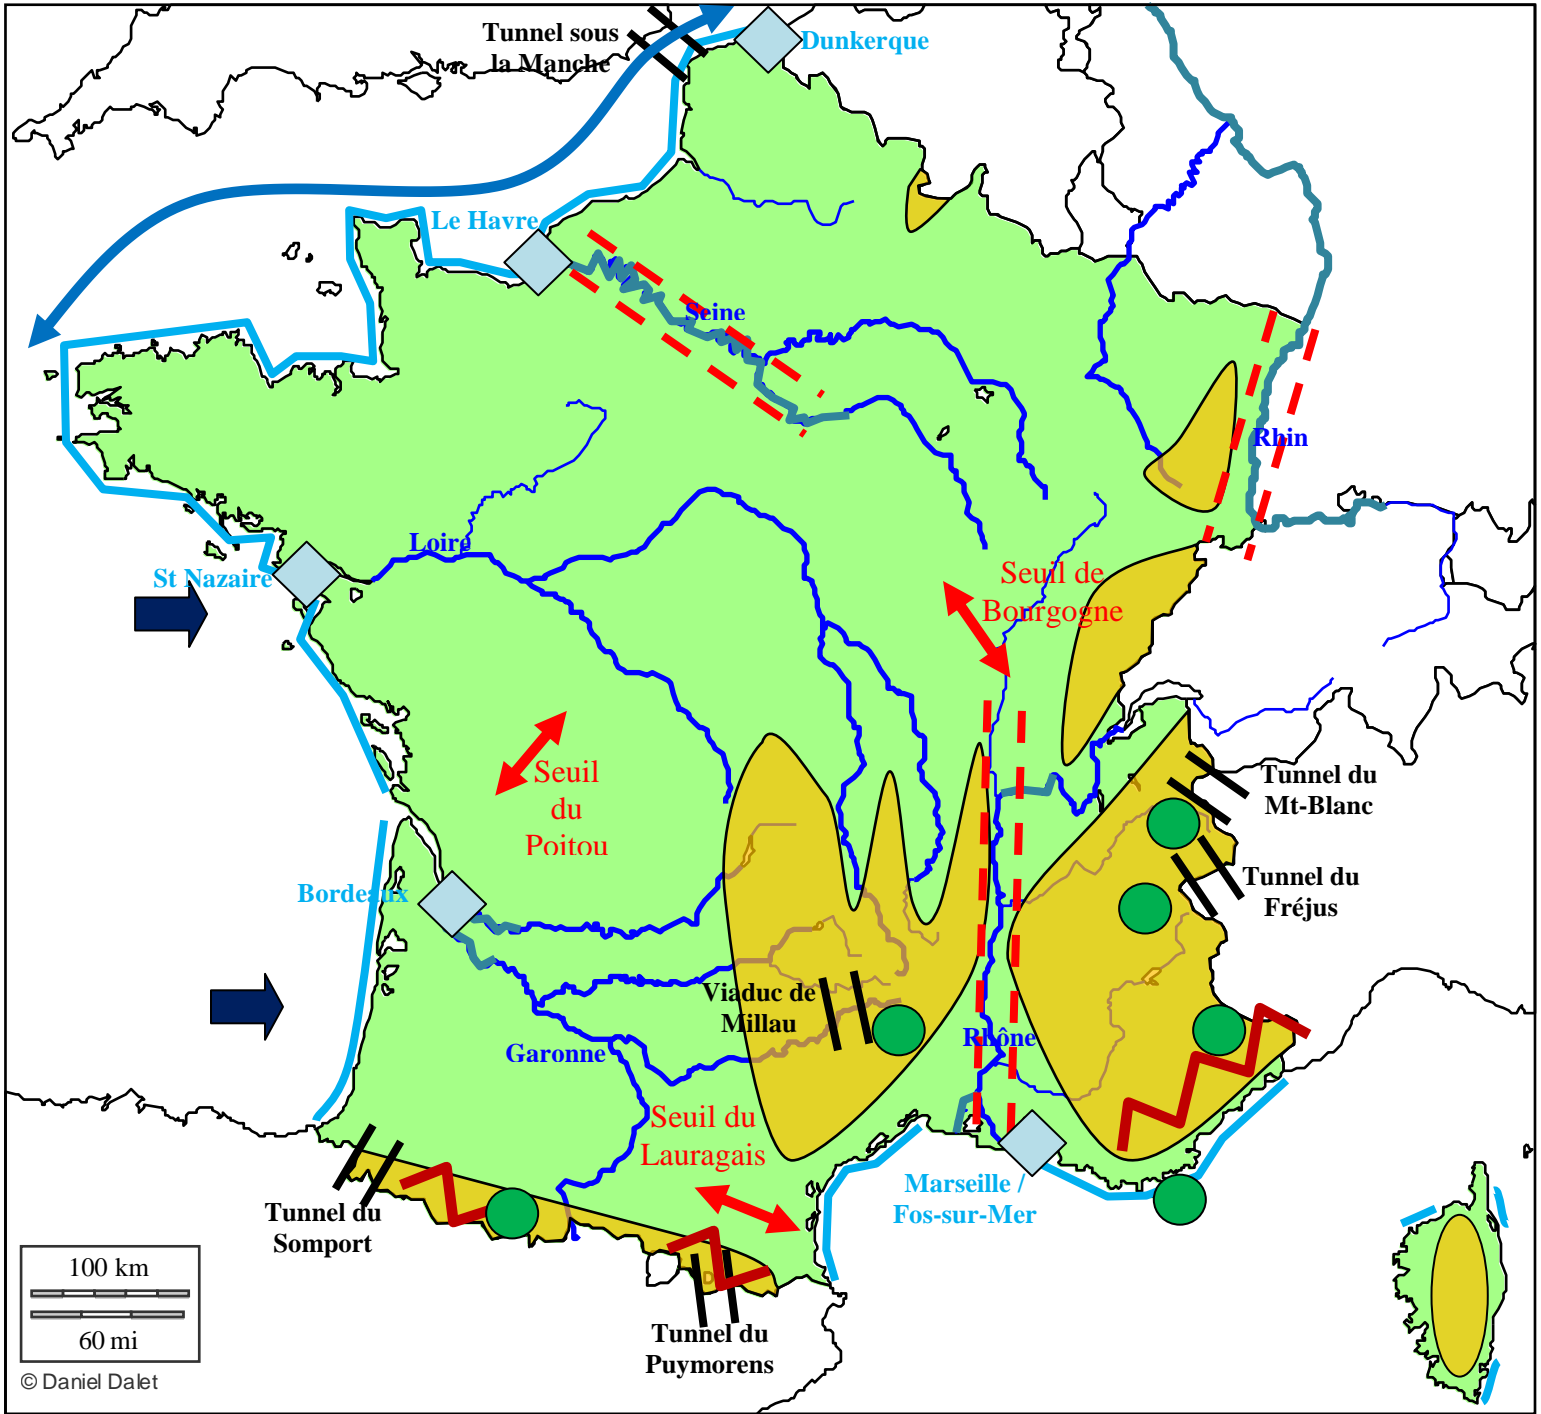 Tunnel sous
la Manche
Dunkerque
Le Havre
Seine
Rhin
Loire
St Nazaire
Seuil de
Bourgogne
Seuil
du
Poitou
Tunnel du
Mt-Blanc
Tunnel du
Fréjus
Bordeaux
Viaduc de
Millau
Garonne
Rhône
Seuil du
Lauragais
Marseille /
Fos-sur-Mer
Tunnel du
Somport
Tunnel du
Puymorens
100 km
60 mi
© Daniel Dalet